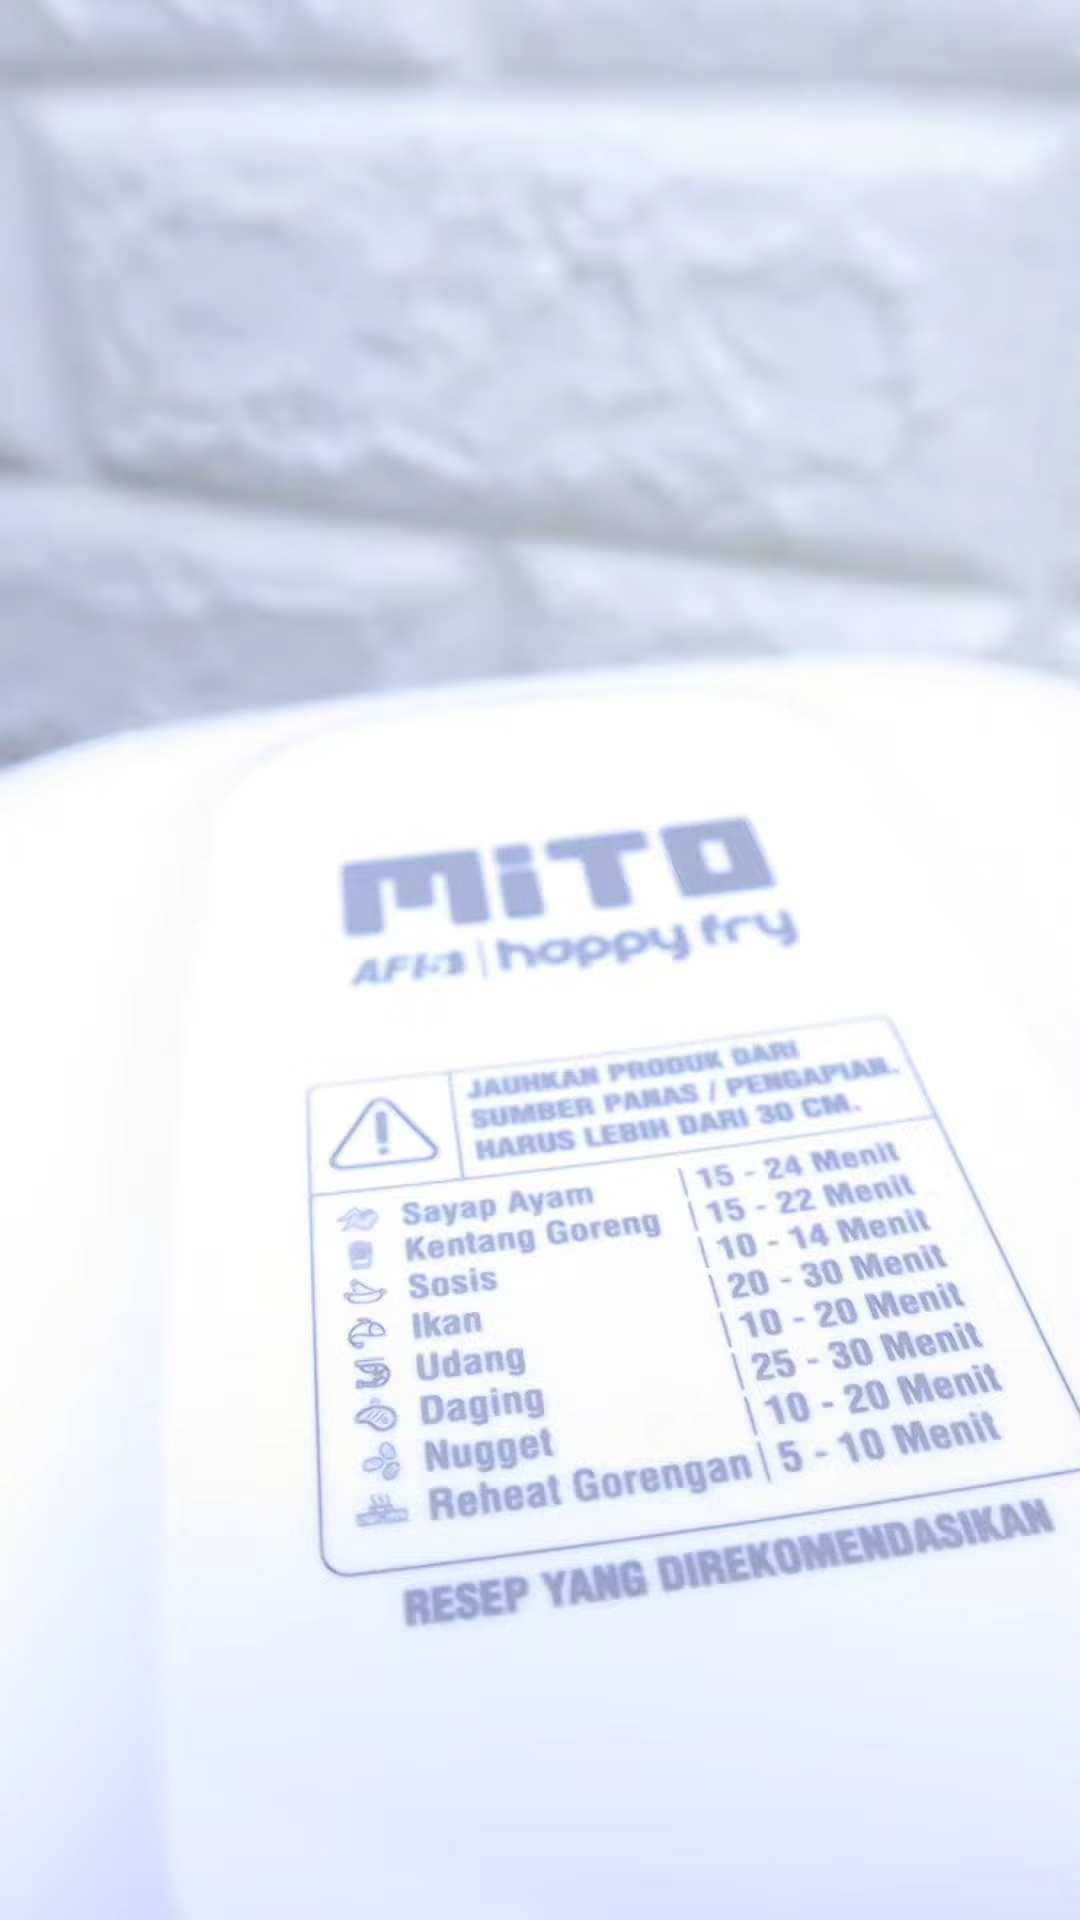 MiTO
happy fry
JAUHKAN PRODUK DARI
SUMBER PANAS / PENGAPIAN.
HARUS LEBIH DARI 30 CM.
Sayap Ayam | 15 - 24 Menit
Kentang Goreng | 15 - 22 Menit
Sosis | 10 - 14 Menit
Ikan | 20 - 30 Menit
Udang | 10 - 20 Menit
Daging | 25 - 30 Menit
Nugget | 10 - 20 Menit
Reheat Gorengan | 5 - 10 Menit
RESEP YANG DIREKOMENDASIKAN